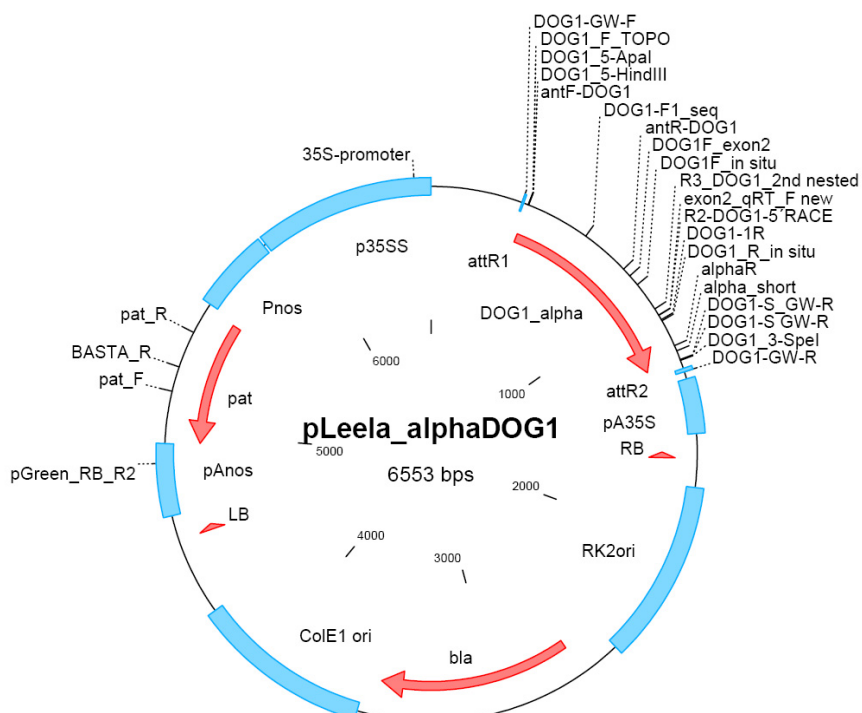 DOG1-GW-F
DOG1_F_TOPO
DOG1_5-ApaI
DOG1_5-HindIII
antF-DOG1
DOG1-F1_seq
antR-DOG1
DOG1F_exon2
DOG1F_in situ
R3_DOG1_2nd nested
exon2_qRT_F new
R2-DOG1-5´RACE
DOG1-1R
DOG1_R_in situ
alphaR
alpha_short
DOG1-S_GW-R
DOG1-S GW-R
DOG1_3-SpeI
DOG1-GW-R
35S-promoter
p35SS
attR1
Pnos
DOG1_alpha
pat_R
6000
BASTA_R
1000
pat_F
pat
attR2
pA35S
pLeela_alphaDOG1
RB
5000
pGreen_RB_R2
pAnos
6553 bps
2000
LB
4000
RK2ori
3000
ColE1 ori
bla